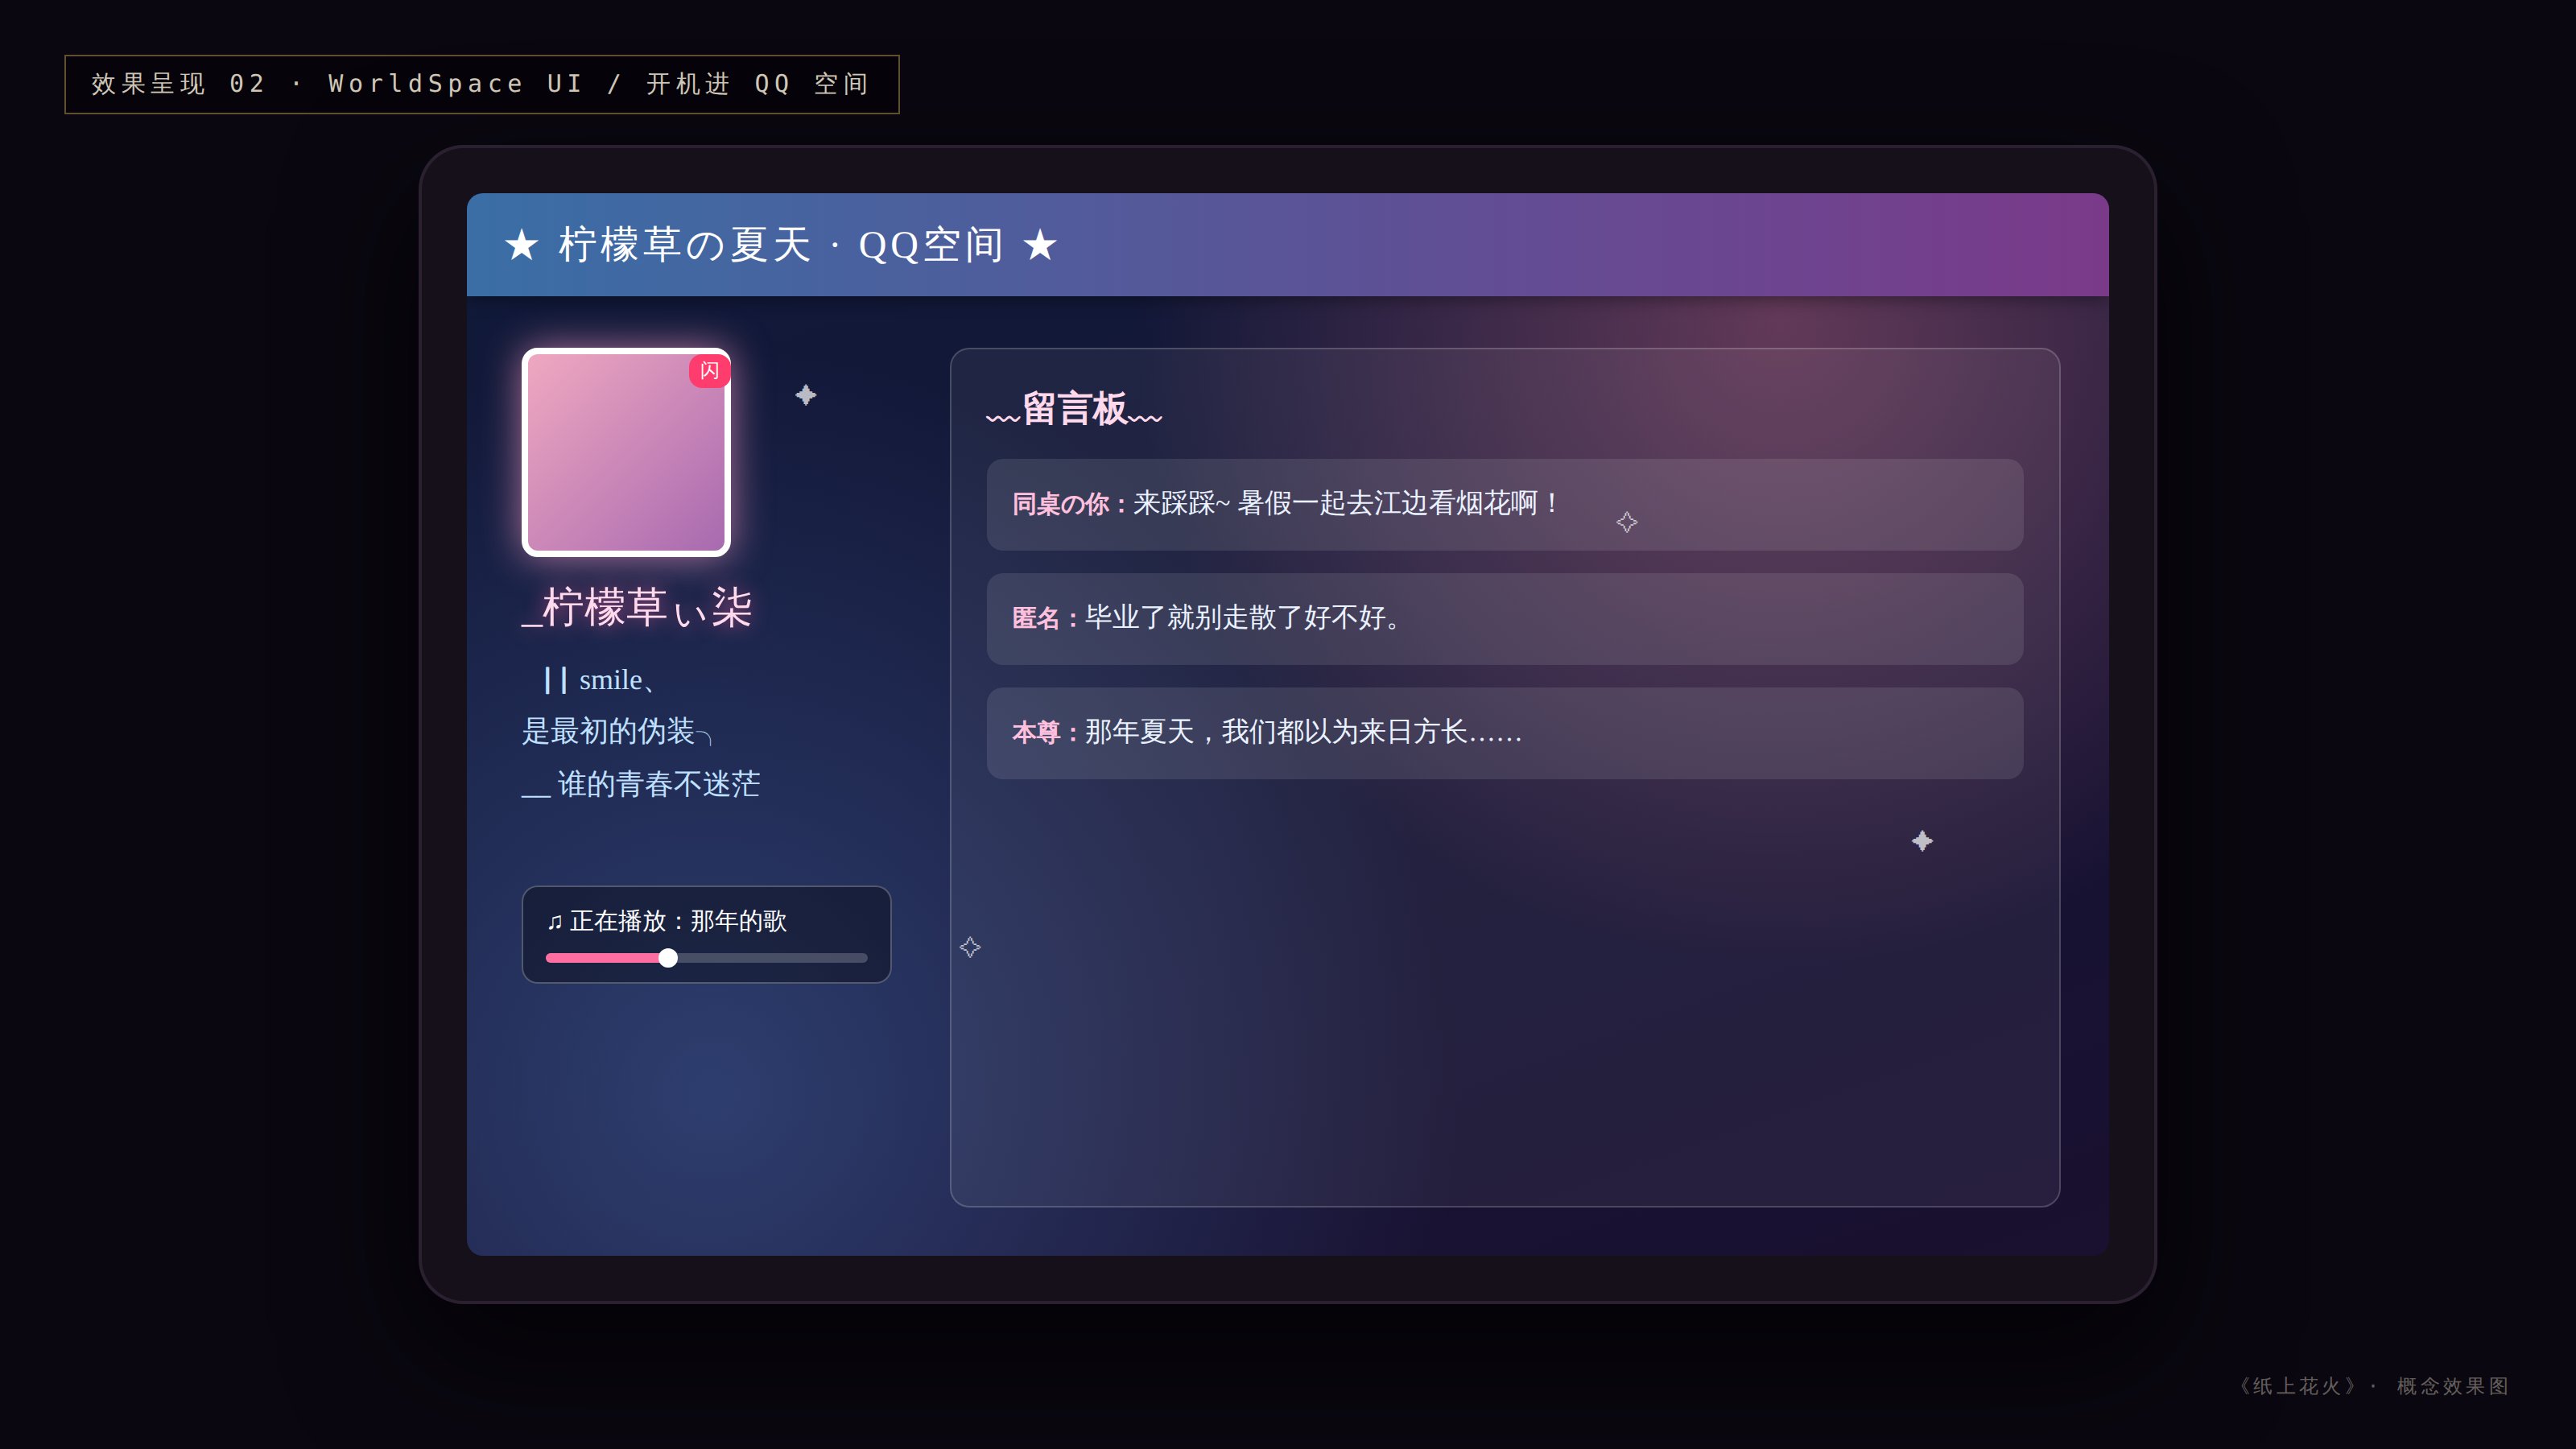 效果呈现 02 · WorldSpace UI / 开机进 QQ 空间
★ 柠檬草の夏天 · QQ空间 ★
闪
_柠檬草ぃ柒
┃┃ smile、
是最初的伪装╮
__ 谁的青春不迷茫
♫ 正在播放：那年的歌
﹏留言板﹏
同桌の你：来踩踩~ 暑假一起去江边看烟花啊！
匿名：毕业了就别走散了好不好。
本尊：那年夏天，我们都以为来日方长……
《纸上花火》· 概念效果图